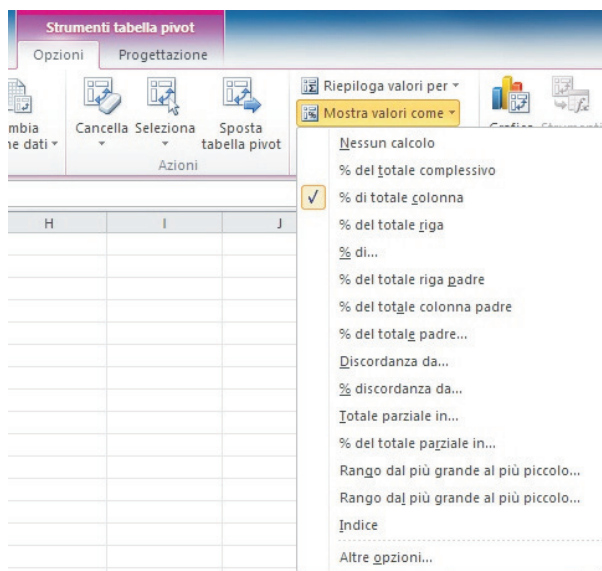 Strumenti tabella pivot
Opzioni Progettazione
mbia
ne dati
Cancella Seleziona Sposta
tabella pivot
Azioni
Riepiloga valori per
Mostra valori come
Grafico Strumenti
H I J
Nessun calcolo
% del totale complessivo
% di totale colonna
% del totale riga
% di...
% del totale riga padre
% del totale colonna padre
% del totale padre...
Discordanza da...
% discordanza da...
Totale parziale in...
% del totale parziale in...
Rango dal più grande al più piccolo...
Rango dal più grande al più piccolo...
Indice
Altre opzioni...